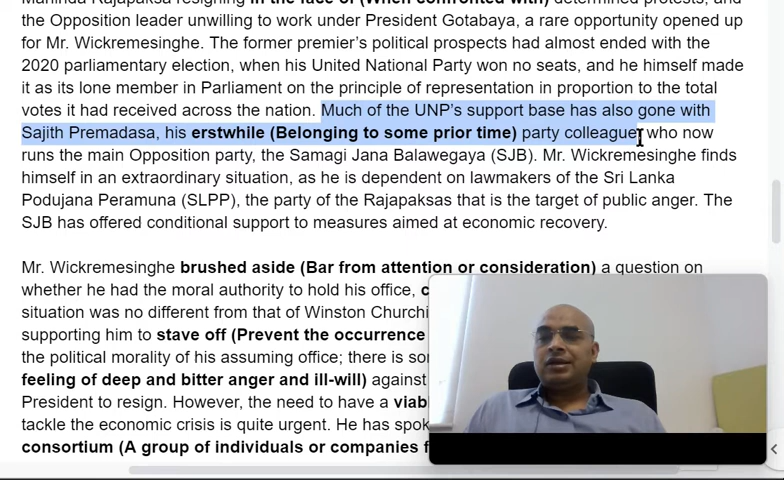 Mahinda Rajapaksa resigning in the face of (When confronted with) determined protests, and
the Opposition leader unwilling to work under President Gotabaya, a rare opportunity opened up
for Mr. Wickremesinghe. The former premier's political prospects had almost ended with the
2020 parliamentary election, when his United National Party won no seats, and he himself made
it as its lone member in Parliament on the principle of representation in proportion to the total
votes it had received across the nation. Much of the UNP's support base has also gone with
Sajith Premadasa, his erstwhile (Belonging to some prior time) party colleague, who now
runs the main Opposition party, the Samagi Jana Balawegaya (SJB). Mr. Wickremesinghe finds
himself in an extraordinary situation, as he is dependent on lawmakers of the Sri Lanka
Podujana Peramuna (SLPP), the party of the Rajapaksas that is the target of public anger. The
SJB has offered conditional support to measures aimed at economic recovery.
Mr. Wickremesinghe brushed aside (Bar from attention or consideration) a question on
whether he had the moral authority to hold his office,
situation was no different from that of Winston Churchi
supporting him to stave off (Prevent the occurrence
the political morality of his assuming office; there is
feeling of deep and bitter anger and ill-will) against
President to resign. However, the need to have a
tackle the economic crisis is quite urgent. He has
consortium (A group of individuals or companies